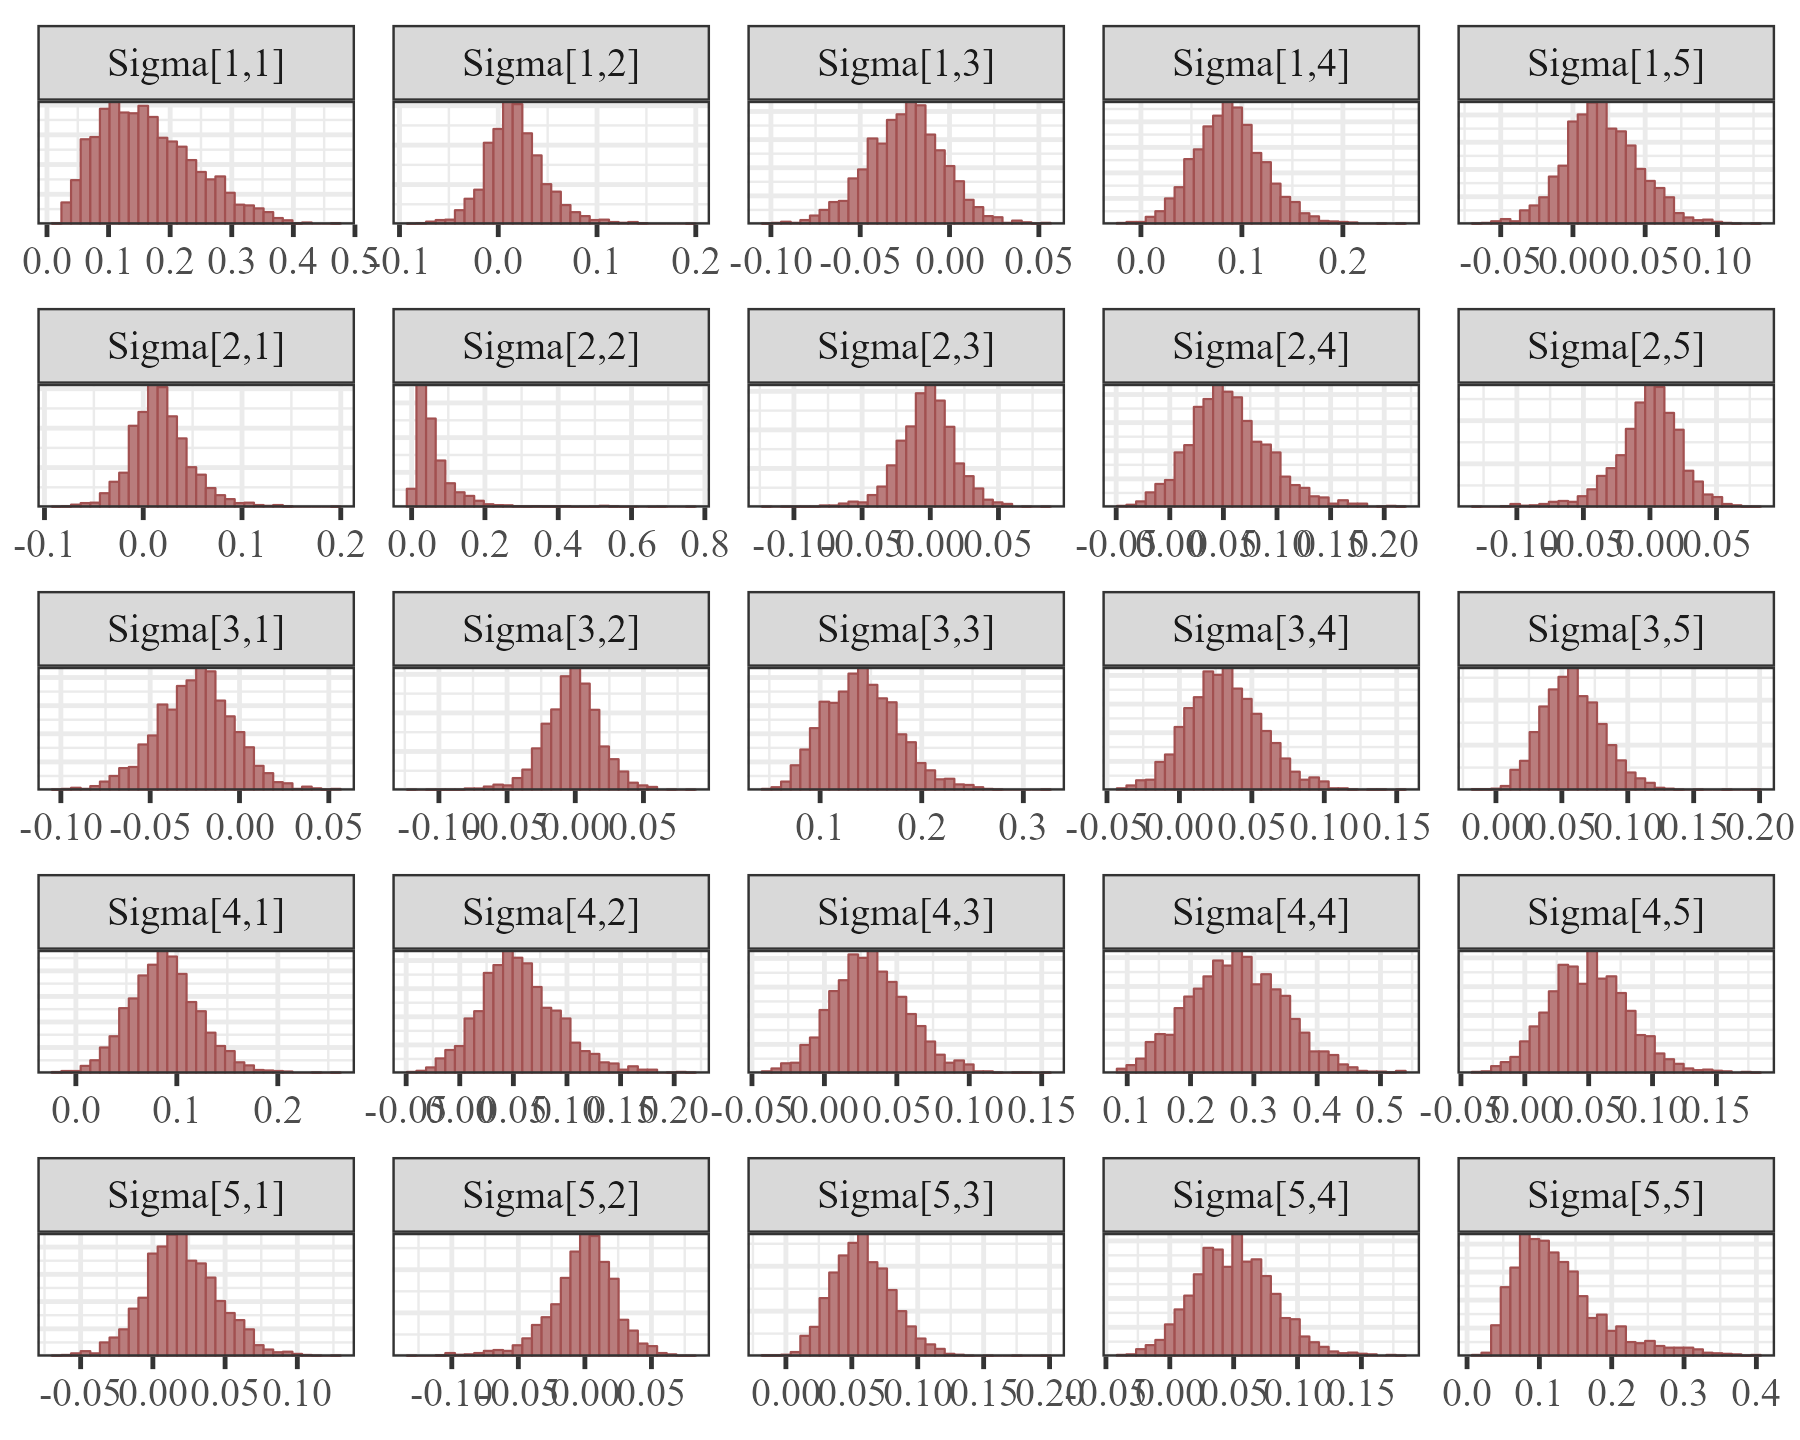 Sigma[1,1] Sigma[1,2] Sigma[1,3] Sigma[1,4] Sigma[1,5]
0.0 0.1 0.2 0.3 0.4 0.5 -0.1 0.0 0.1 0.2 -0.10 -0.05 0.00 0.05 0.0 0.1 0.2 -0.05 0.00 0.05 0.10
Sigma[2,1] Sigma[2,2] Sigma[2,3] Sigma[2,4] Sigma[2,5]
-0.1 0.0 0.1 0.2 0.0 0.2 0.4 0.6 0.8 -0.10 -0.05 0.00 0.05 -0.05 0.00 0.05 0.10 0.15 0.20 -0.10 -0.05 0.00 0.05
Sigma[3,1] Sigma[3,2] Sigma[3,3] Sigma[3,4] Sigma[3,5]
-0.10 -0.05 0.00 0.05 -0.10 -0.05 0.00 0.05 0.1 0.2 0.3 -0.05 0.00 0.05 0.10 0.15 0.00 0.05 0.10 0.15 0.20
Sigma[4,1] Sigma[4,2] Sigma[4,3] Sigma[4,4] Sigma[4,5]
0.0 0.1 0.2 -0.05 0.00 0.05 0.10 0.15 0.20 -0.05 0.00 0.05 0.10 0.15 0.1 0.2 0.3 0.4 0.5 -0.05 0.00 0.05 0.10 0.15
Sigma[5,1] Sigma[5,2] Sigma[5,3] Sigma[5,4] Sigma[5,5]
-0.05 0.00 0.05 0.10 -0.10 -0.05 0.00 0.05 0.00 0.05 0.10 0.15 0.20 -0.05 0.00 0.05 0.10 0.15 0.0 0.1 0.2 0.3 0.4